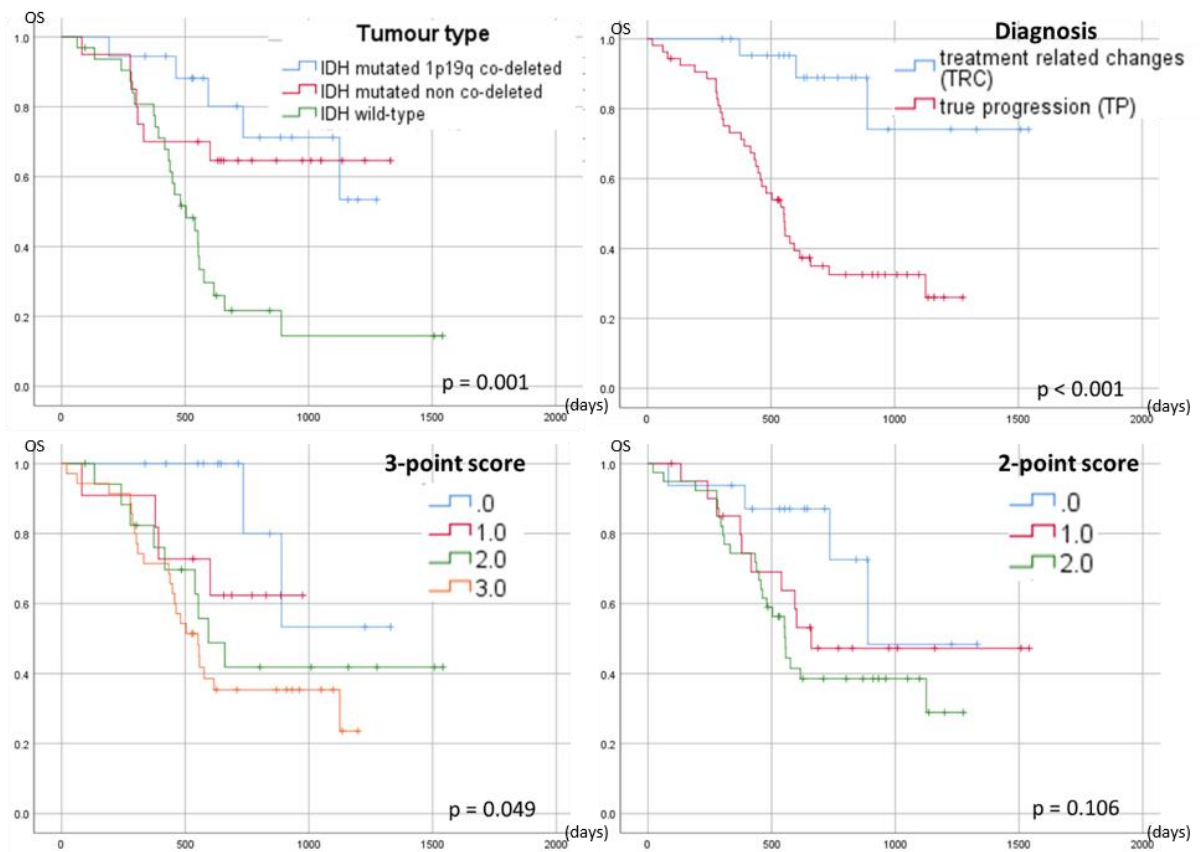 OS
Tumour type
IDH mutated 1p19q co-deleted
IDH mutated non co-deleted
IDH wild-type
1.0
0.8
0.6
0.4
0.2
0.0
p = 0.001
0 500 1000 1500 2000
(days)
OS
Diagnosis
treatment related changes
(TRC)
true progression (TP)
1.0
0.8
0.6
0.4
0.2
0.0
p < 0.001
0 500 1000 1500 2000
(days)
OS
3-point score
.0
1.0
2.0
3.0
1.0
0.8
0.6
0.4
0.2
0.0
p = 0.049
0 500 1000 1500 2000
(days)
OS
2-point score
.0
1.0
2.0
1.0
0.8
0.6
0.4
0.2
0.0
p = 0.106
0 500 1000 1500 2000
(days)